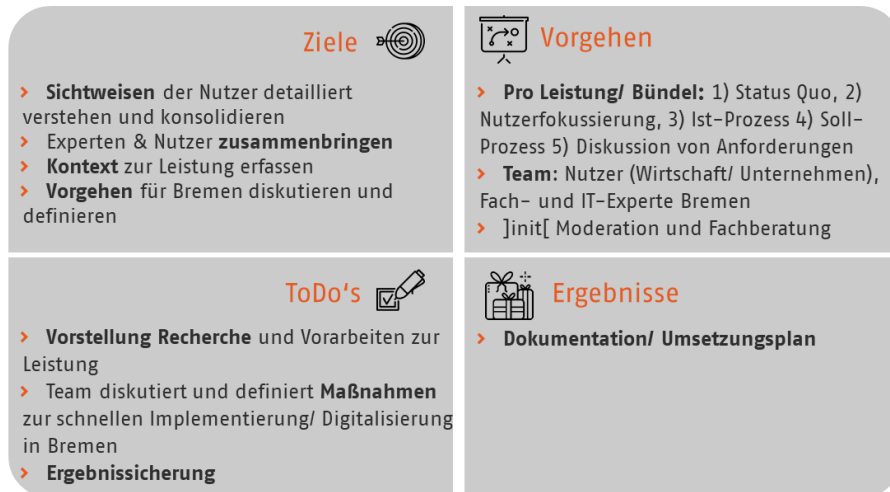 Ziele
> Sichtweisen der Nutzer detailliert
verstehen und konsolidieren
> Experten & Nutzer zusammenbringen
> Kontext zur Leistung erfassen
> Vorgehen für Bremen diskutieren und
definieren
Vorgehen
> Pro Leistung/ Bündel: 1) Status Quo, 2)
Nutzerfokussierung, 3) Ist-Prozess 4) Soll-
Prozess 5) Diskussion von Anforderungen
> Team: Nutzer (Wirtschaft/ Unternehmen),
Fach- und IT-Experte Bremen
> ]init[ Moderation und Fachberatung
ToDo‘s
> Vorstellung Recherche und Vorarbeiten zur
Leistung
> Team diskutiert und definiert Maßnahmen
zur schnellen Implementierung/ Digitalisierung
in Bremen
> Ergebnissicherung
Ergebnisse
> Dokumentation/ Umsetzungsplan